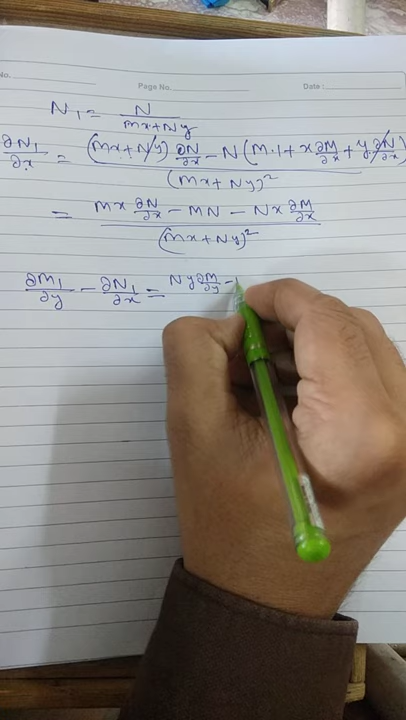 No.
Page No.
Date :
N₁ = N / (Mx + Ny)
∂N₁/∂x = ((Mx + Ny) ∂N/∂x − N (M·1 + x ∂M/∂x + y ∂N/∂x)) / (Mx + Ny)²
= (Mx ∂N/∂x − MN − Nx ∂M/∂x) / (Mx + Ny)²
∂M₁/∂y − ∂N₁/∂x = Ny ∂M/∂y −